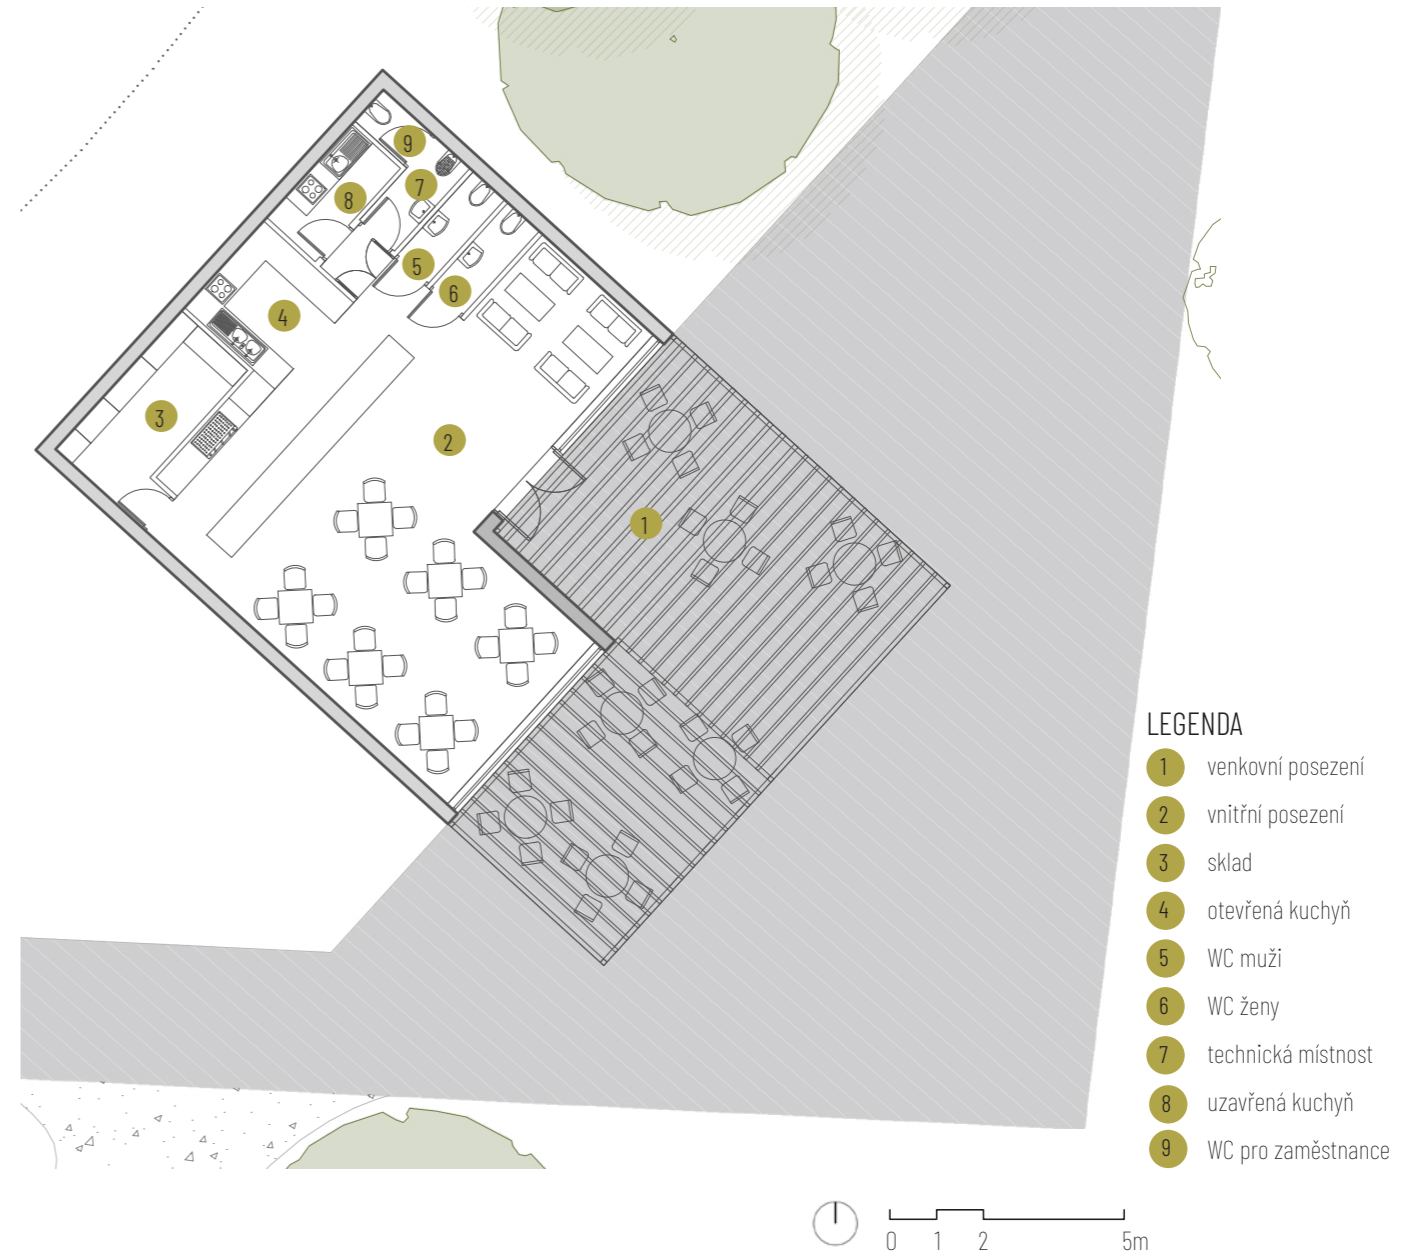 9
7
8
5
6
4
3
2
1
LEGENDA
1 venkovní posezení
2 vnitřní posezení
3 sklad
4 otevřená kuchyň
5 WC muži
6 WC ženy
7 technická místnost
8 uzavřená kuchyň
9 WC pro zaměstnance
0 1 2 5m